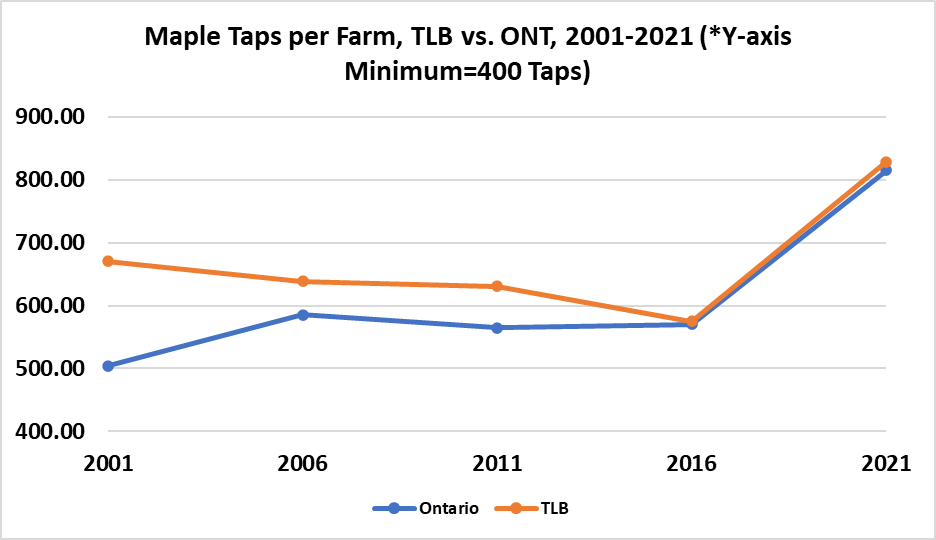 Maple Taps per Farm, TLB vs. ONT, 2001-2021 (*Y-axis
Minimum=400 Taps)
900.00
800.00
700.00
600.00
500.00
400.00
2001 2006 2011 2016 2021
Ontario TLB